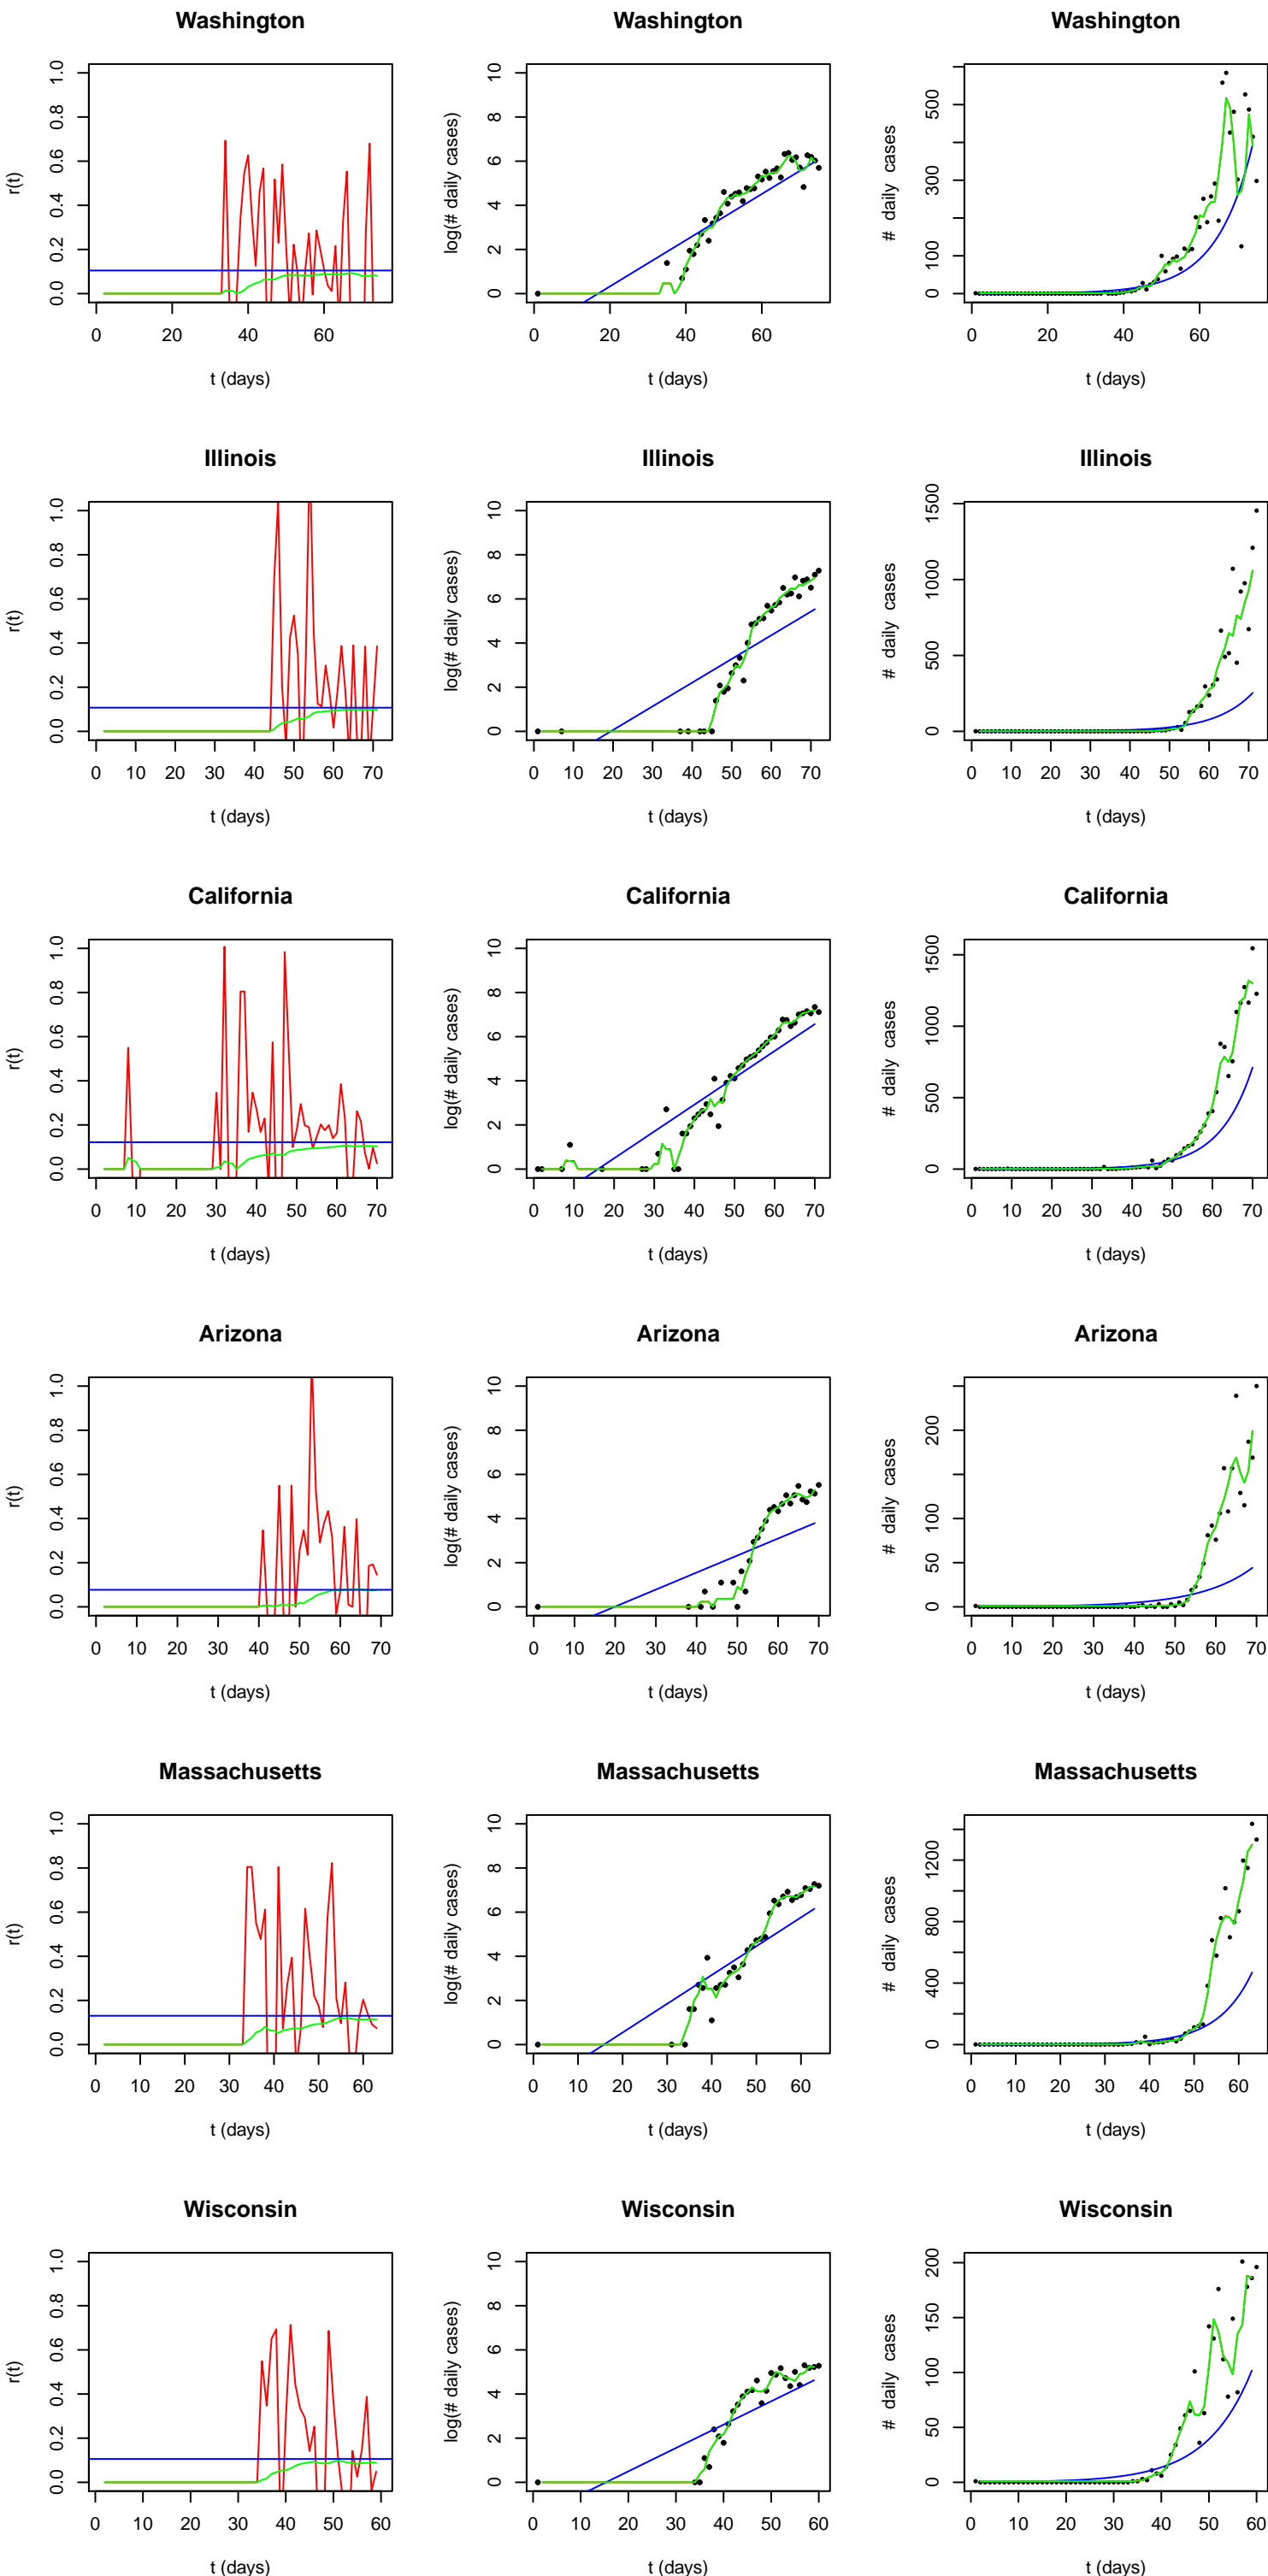 Washington
r(t)
0.0 0.2 0.4 0.6 0.8 1.0
0 20 40 60
t (days)
Washington
log(# daily cases)
0 2 4 6 8 10
0 20 40 60
t (days)
Washington
# daily cases
0 100 300 500
0 20 40 60
t (days)
Illinois
r(t)
0.0 0.2 0.4 0.6 0.8 1.0
0 10 20 30 40 50 60 70
t (days)
Illinois
log(# daily cases)
0 2 4 6 8 10
0 10 20 30 40 50 60 70
t (days)
Illinois
# daily cases
0 500 1000 1500
0 10 20 30 40 50 60 70
t (days)
California
r(t)
0.0 0.2 0.4 0.6 0.8 1.0
0 10 20 30 40 50 60 70
t (days)
California
log(# daily cases)
0 2 4 6 8 10
0 10 20 30 40 50 60 70
t (days)
California
# daily cases
0 500 1000 1500
0 10 20 30 40 50 60 70
t (days)
Arizona
r(t)
0.0 0.2 0.4 0.6 0.8 1.0
0 10 20 30 40 50 60 70
t (days)
Arizona
log(# daily cases)
0 2 4 6 8 10
0 10 20 30 40 50 60 70
t (days)
Arizona
# daily cases
0 50 100 200
0 10 20 30 40 50 60 70
t (days)
Massachusetts
r(t)
0.0 0.2 0.4 0.6 0.8 1.0
0 10 20 30 40 50 60
t (days)
Massachusetts
log(# daily cases)
0 2 4 6 8 10
0 10 20 30 40 50 60
t (days)
Massachusetts
# daily cases
0 400 800 1200
0 10 20 30 40 50 60
t (days)
Wisconsin
r(t)
0.0 0.2 0.4 0.6 0.8 1.0
0 10 20 30 40 50 60
t (days)
Wisconsin
log(# daily cases)
0 2 4 6 8 10
0 10 20 30 40 50 60
t (days)
Wisconsin
# daily cases
0 50 100 150 200
0 10 20 30 40 50 60
t (days)